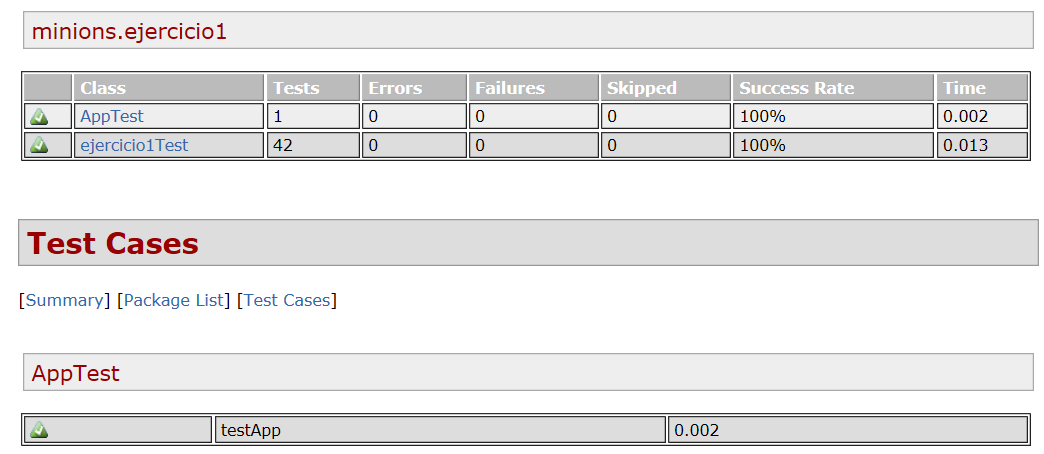 minions.ejercicio1
Class Tests Errors Failures Skipped Success Rate Time
AppTest 1 0 0 0 100% 0.002
ejercicio1Test 42 0 0 0 100% 0.013
Test Cases
[Summary] [Package List] [Test Cases]
AppTest
testApp 0.002